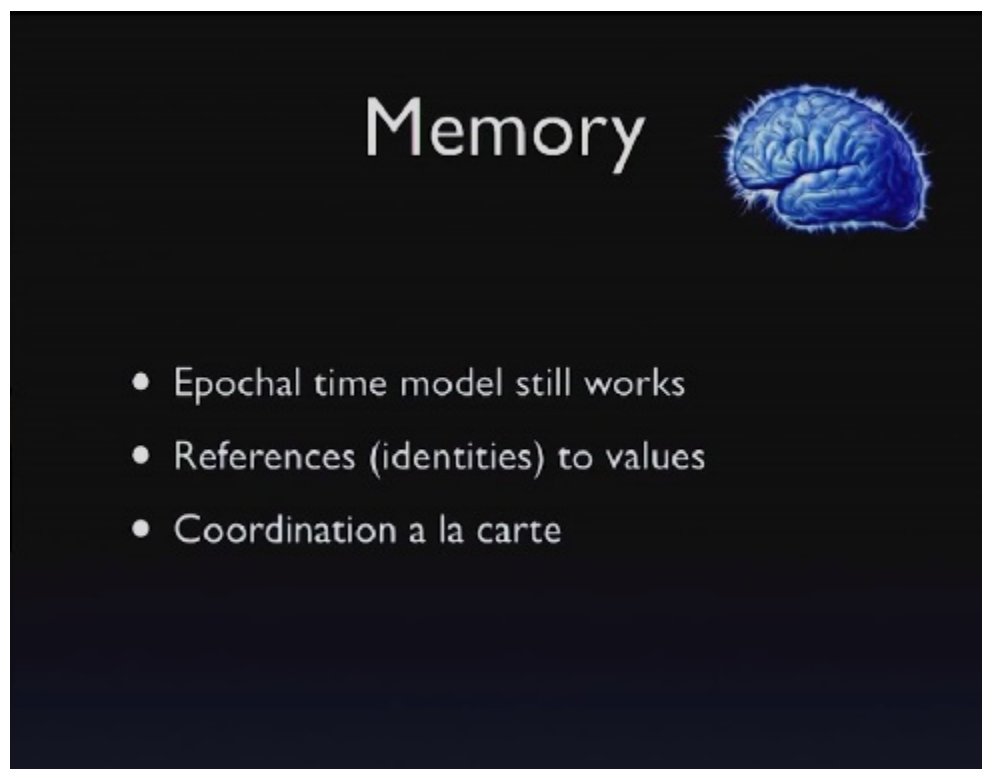 Memory
Epochal time model still works
References (identities) to values
Coordination a la carte